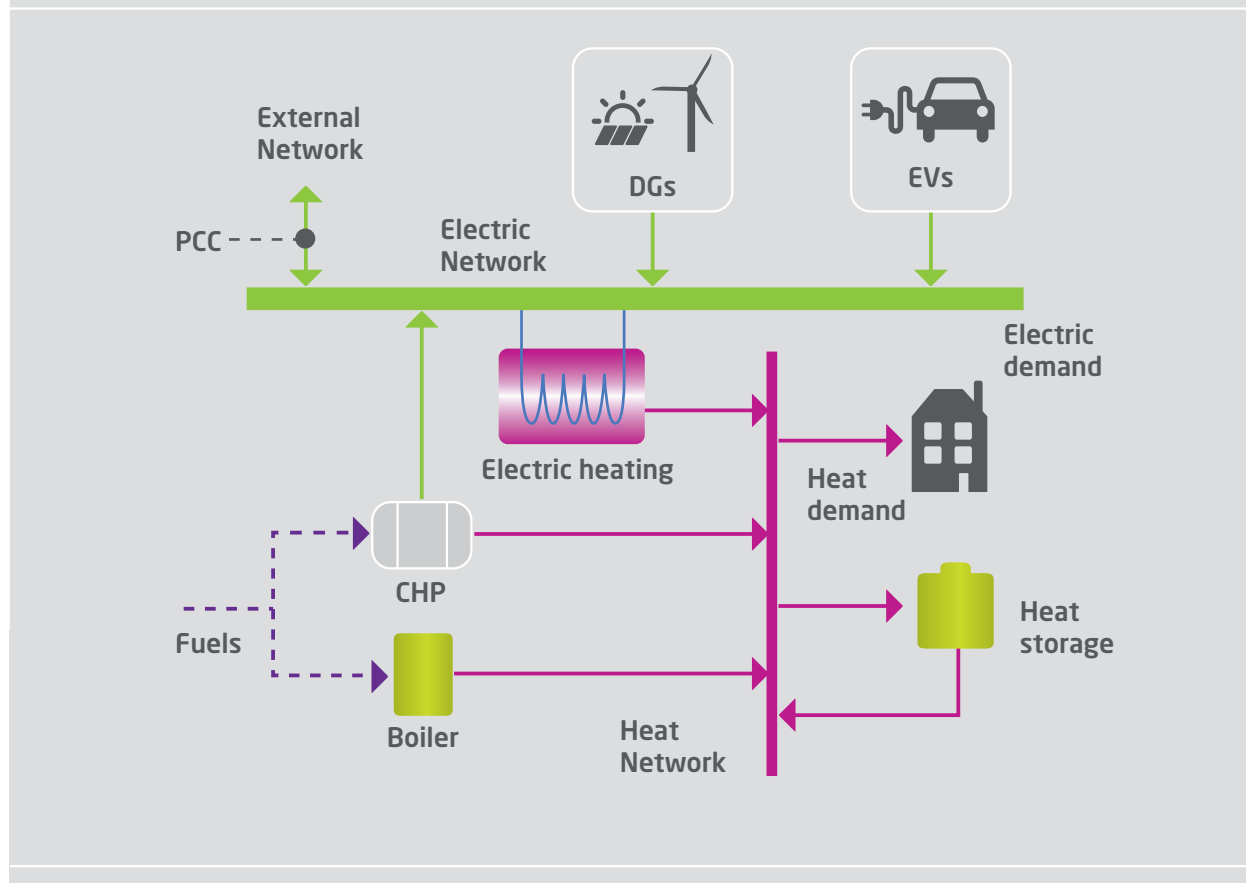 External
Network
DGs
EVs
PCC
Electric
Network
Electric
demand
Electric heating
Heat
demand
CHP
Fuels
Heat
storage
Boiler
Heat
Network